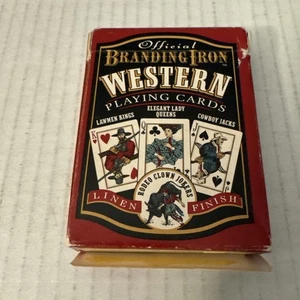 Official
BRANDING IRON
WESTERN
PLAYING CARDS
LAWMEN KINGS
ELEGANT LADY
QUEENS
COWBOY JACKS
K
Q
J
RODEO CLOWN JOKERS
LINEN FINISH